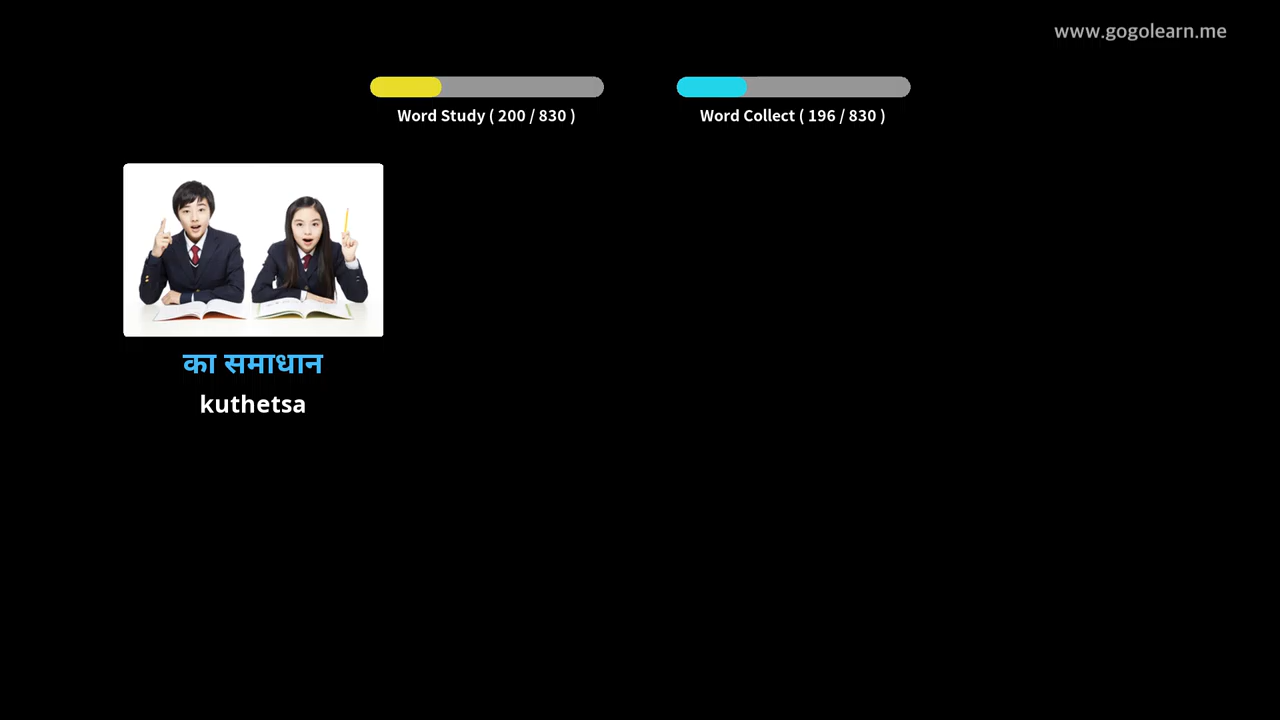 www.gogolearn.me
Word Study ( 200 / 830 )
Word Collect ( 196 / 830 )
का समाधान
kuthetsa